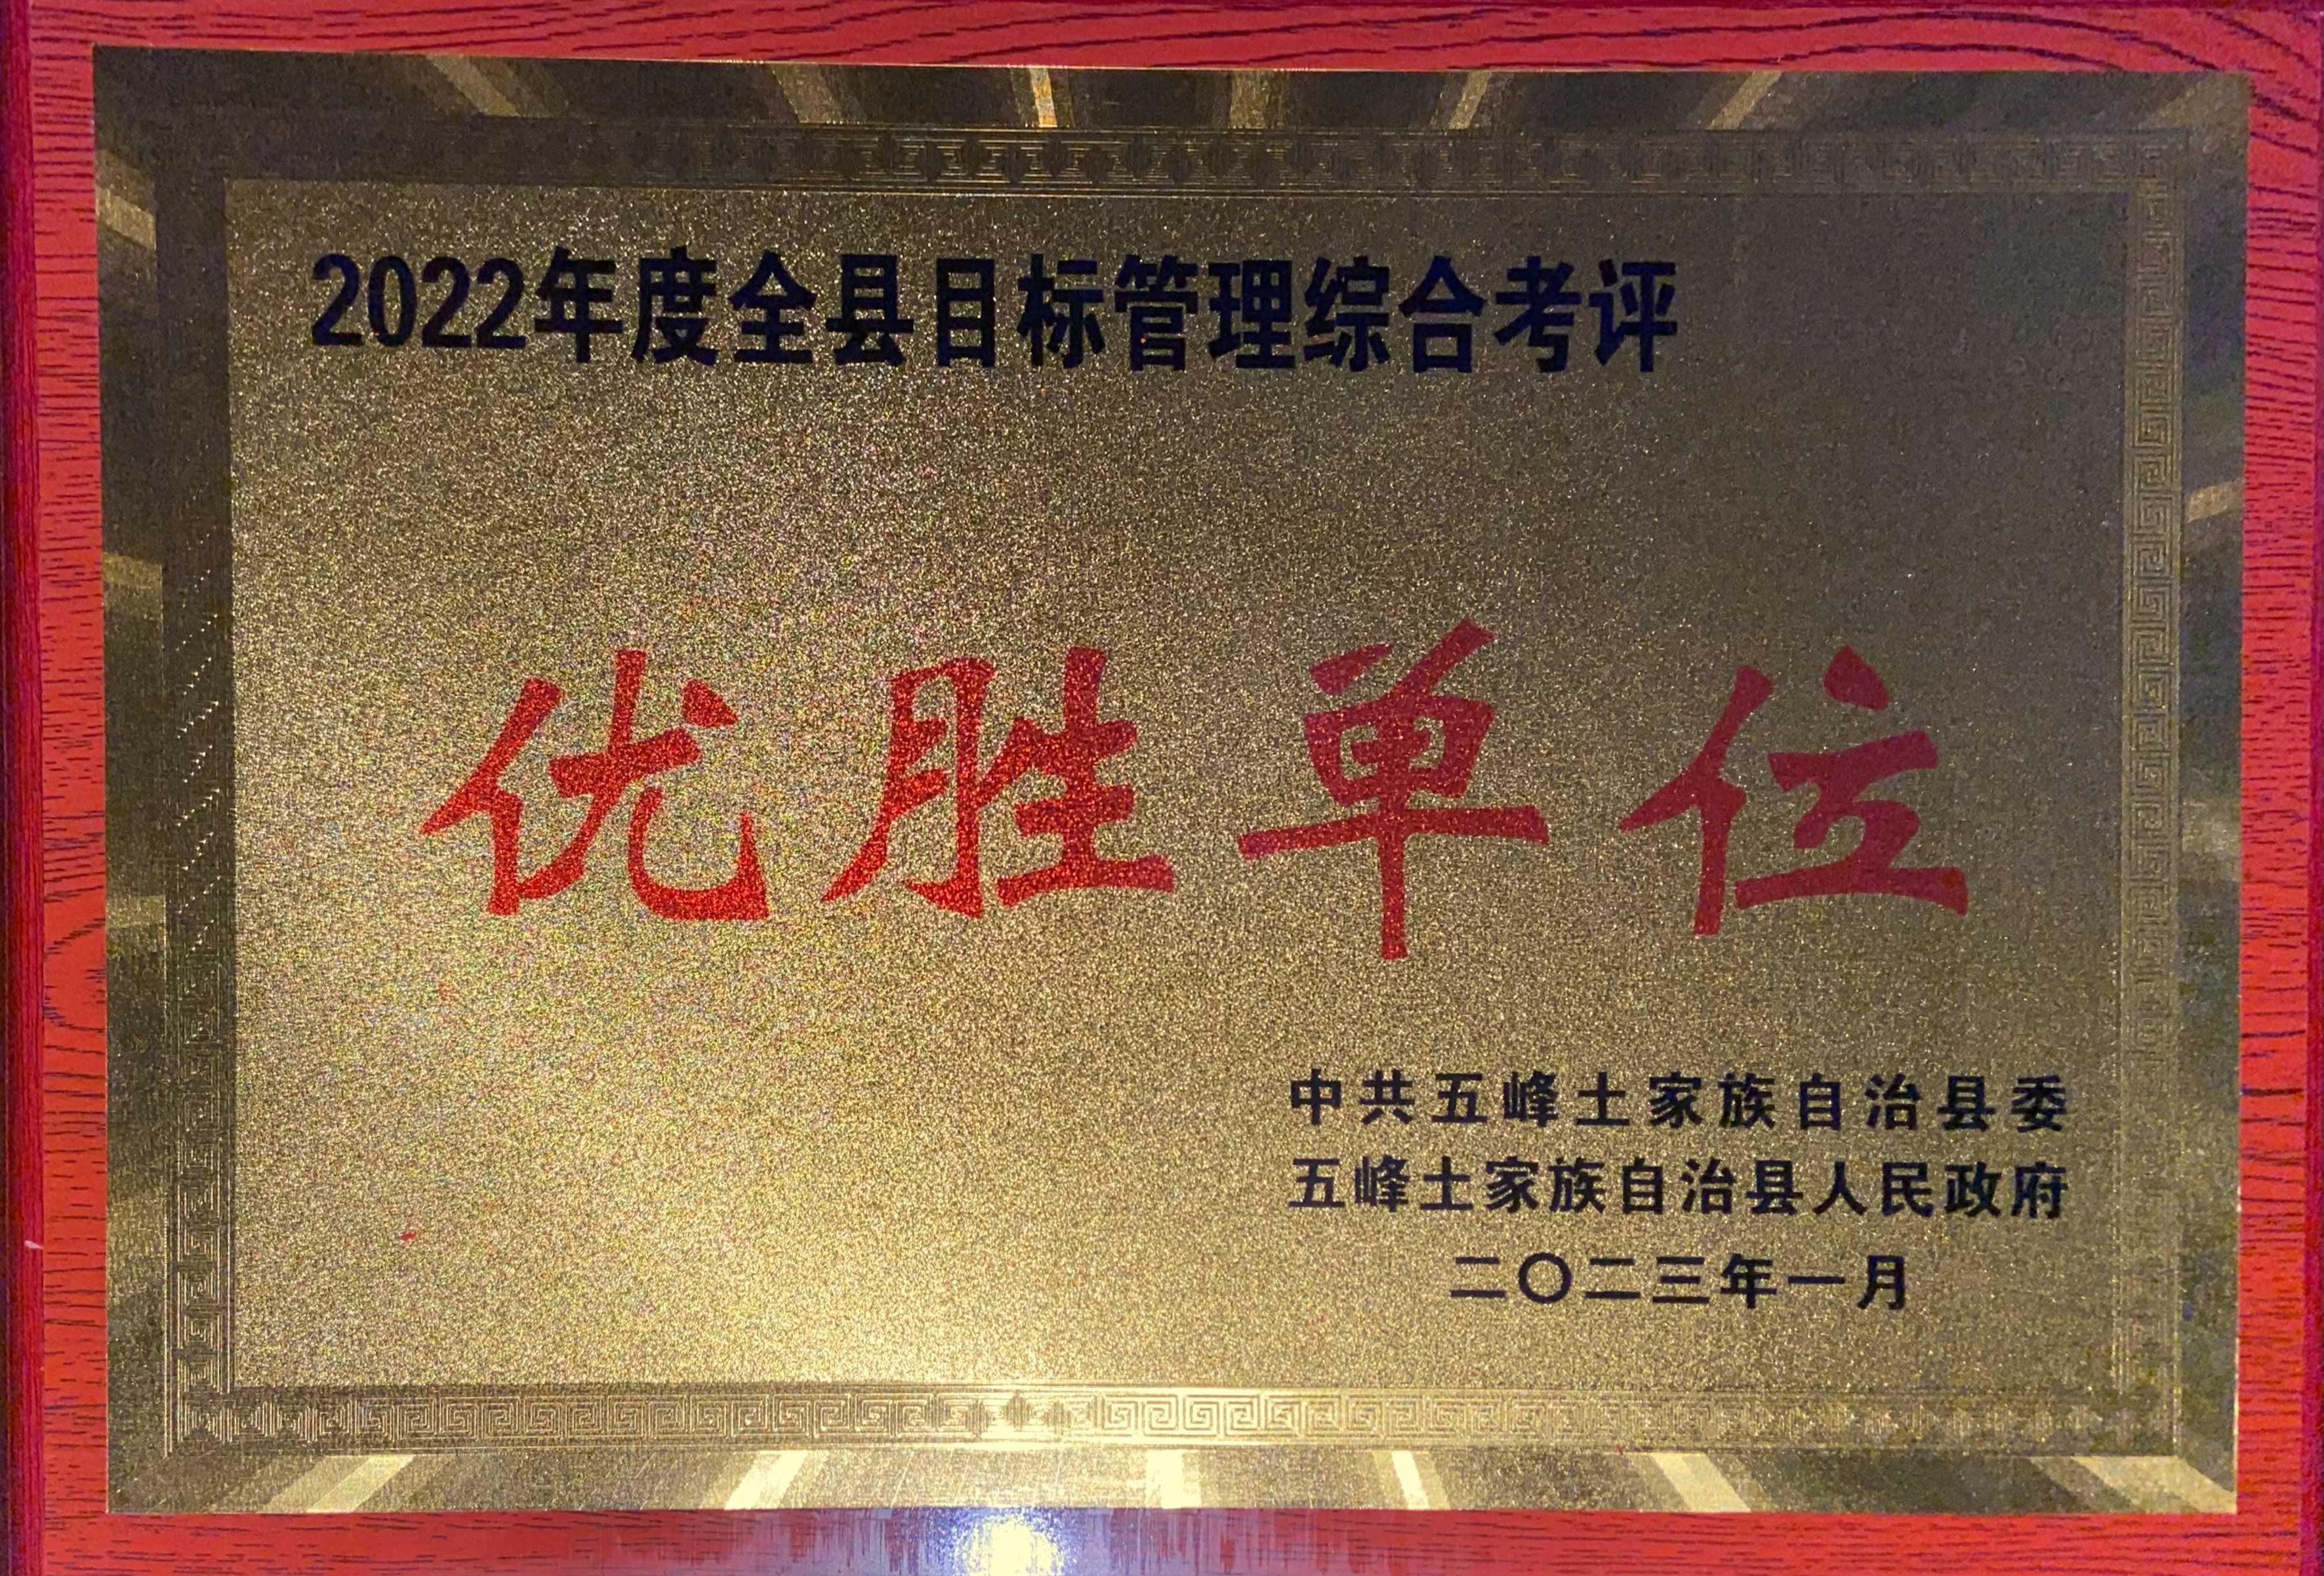 2022年度全县目标管理综合考评
优胜单位
中共五峰土家族自治县委
五峰土家族自治县人民政府
二〇二三年一月